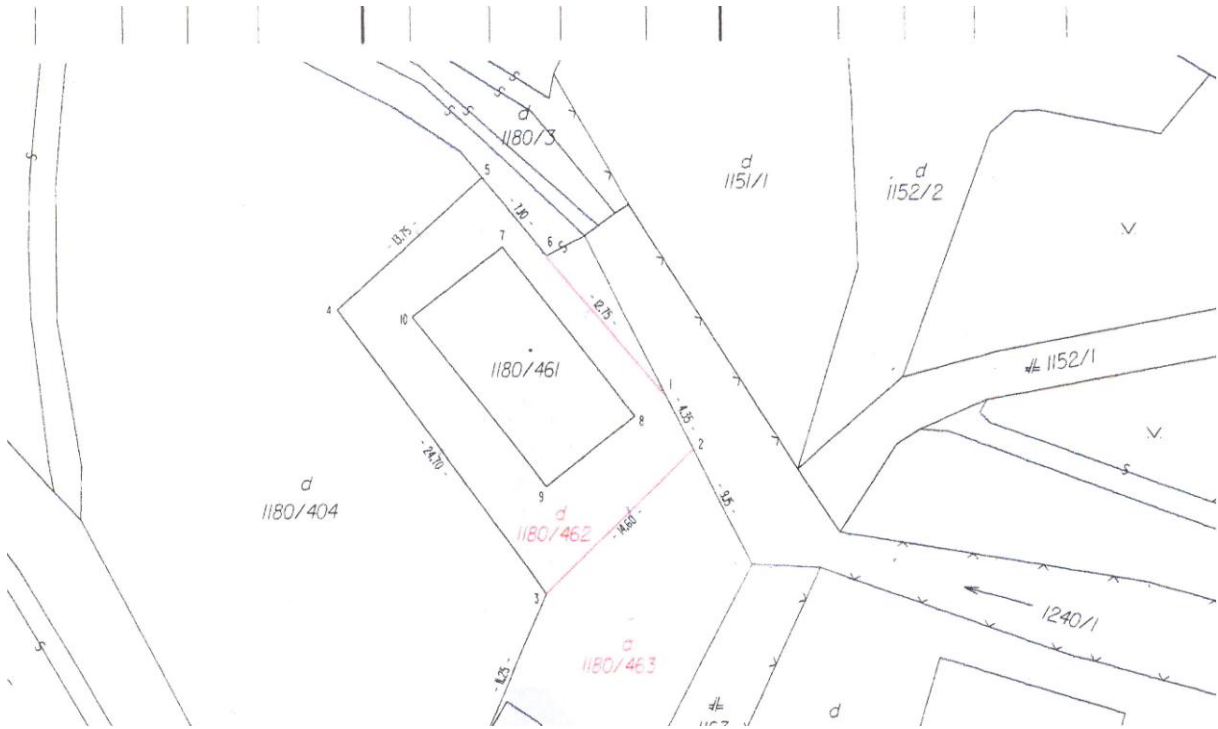 d
1180/3
d
1151/1
d
1152/2
5
- 7,10 -
- 13,75 -
7
6
4
10
- 12,75 -
1180/461
1152/1
1
- 4,35 -
8
2
- 24,70 -
9
- 9,15 -
d
1180/404
d
1180/462
- 14,60 -
3
1240/1
d
1180/463
- 11,25 -
d